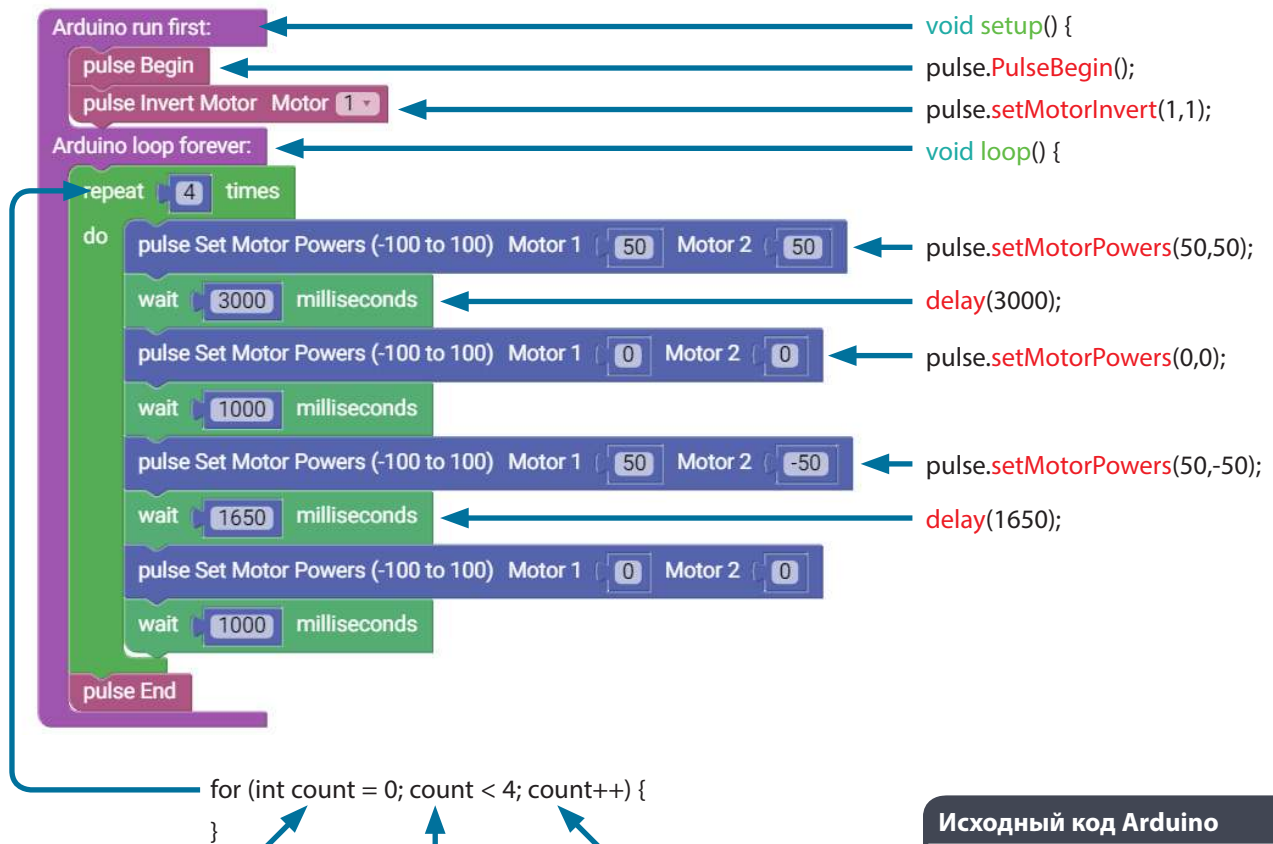 Arduino run first:
void setup() {
pulse Begin
pulse.PulseBegin();
pulse Invert Motor Motor 1
pulse.setMotorInvert(1,1);
Arduino loop forever:
void loop() {
repeat 4 times
do
pulse Set Motor Powers (-100 to 100) Motor 1 50 Motor 2 50
pulse.setMotorPowers(50,50);
wait 3000 milliseconds
delay(3000);
pulse Set Motor Powers (-100 to 100) Motor 1 0 Motor 2 0
pulse.setMotorPowers(0,0);
wait 1000 milliseconds
pulse Set Motor Powers (-100 to 100) Motor 1 50 Motor 2 -50
pulse.setMotorPowers(50,-50);
wait 1650 milliseconds
delay(1650);
pulse Set Motor Powers (-100 to 100) Motor 1 0 Motor 2 0
wait 1000 milliseconds
pulse End
for (int count = 0; count < 4; count++) {
}
Исходный код Arduino